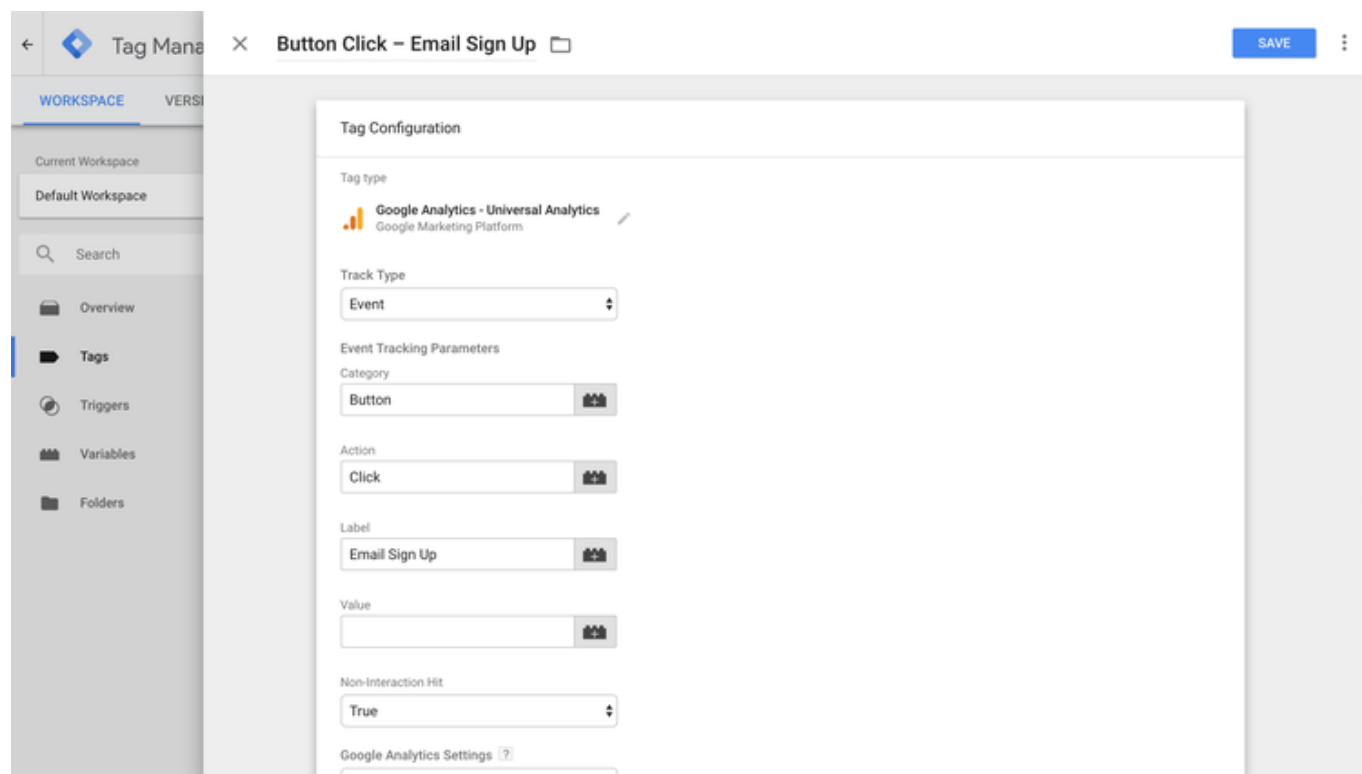 Tag Mana
Button Click – Email Sign Up
SAVE
WORKSPACE
VERSI
Current Workspace
Default Workspace
Search
Overview
Tags
Triggers
Variables
Folders
Tag Configuration
Tag type
Google Analytics - Universal Analytics
Google Marketing Platform
Track Type
Event
Event Tracking Parameters
Category
Button
Action
Click
Label
Email Sign Up
Value
Non-Interaction Hit
True
Google Analytics Settings ?